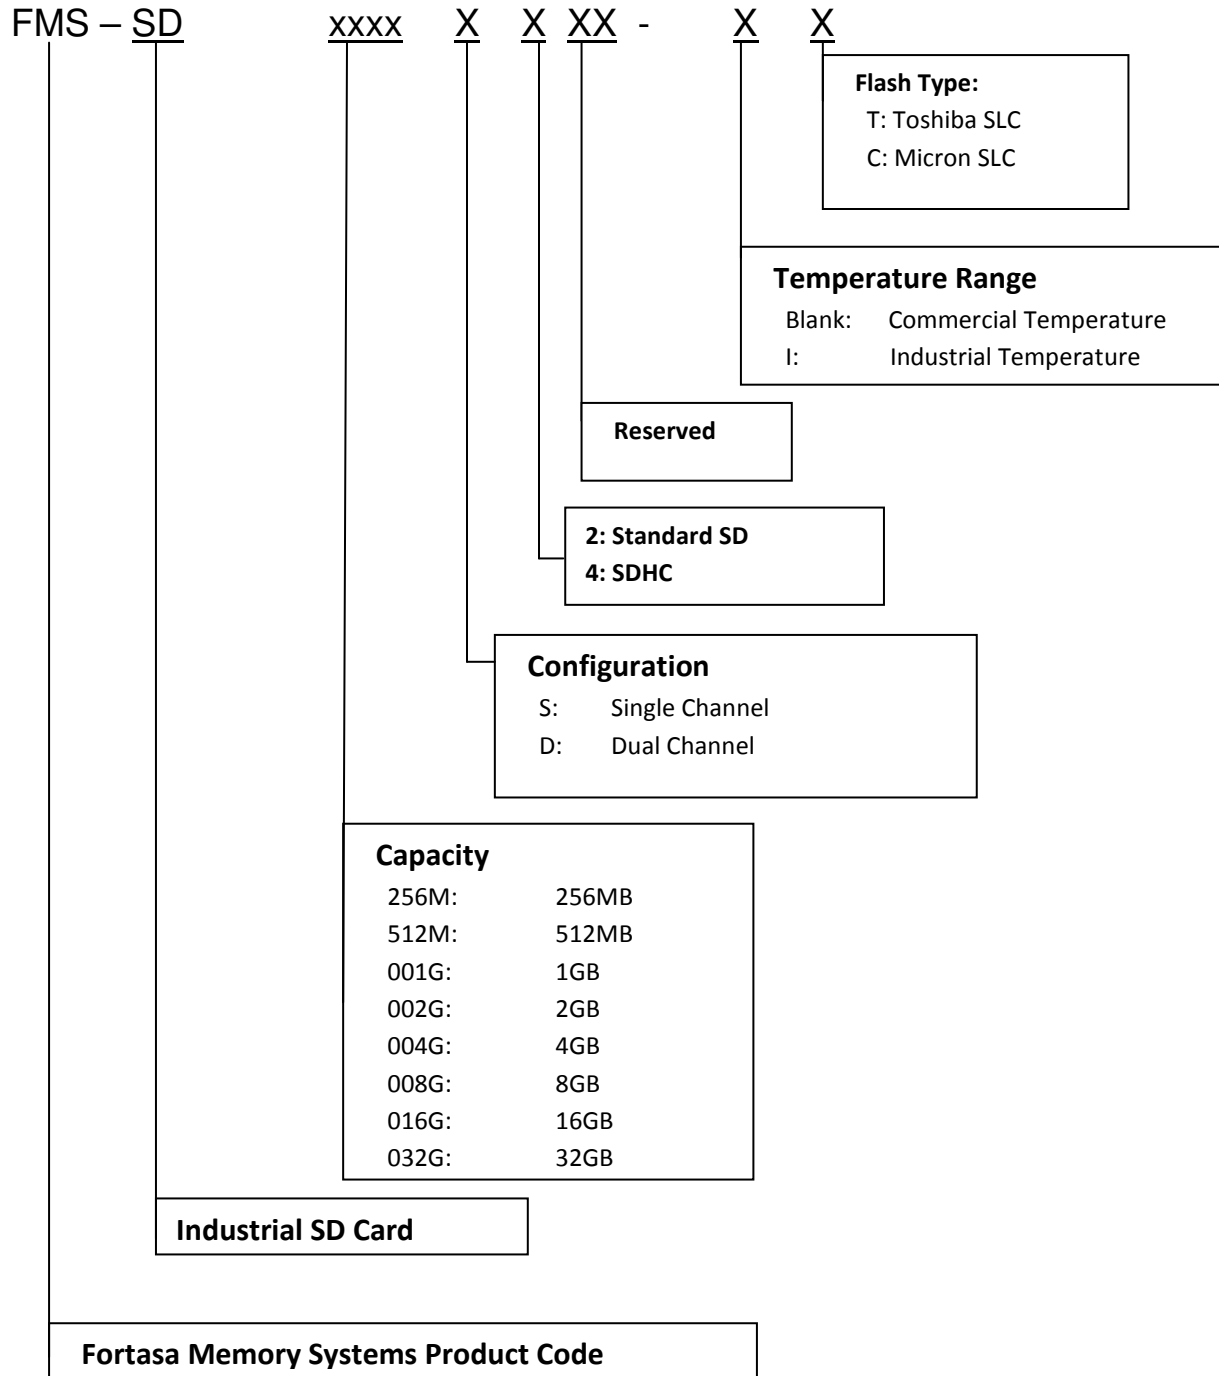 FMS – SD xxxx X X XX - X X
Flash Type:
T: Toshiba SLC
C: Micron SLC
Temperature Range
Blank: Commercial Temperature
I: Industrial Temperature
Reserved
2: Standard SD
4: SDHC
Configuration
S: Single Channel
D: Dual Channel
Capacity
256M: 256MB
512M: 512MB
001G: 1GB
002G: 2GB
004G: 4GB
008G: 8GB
016G: 16GB
032G: 32GB
Industrial SD Card
Fortasa Memory Systems Product Code